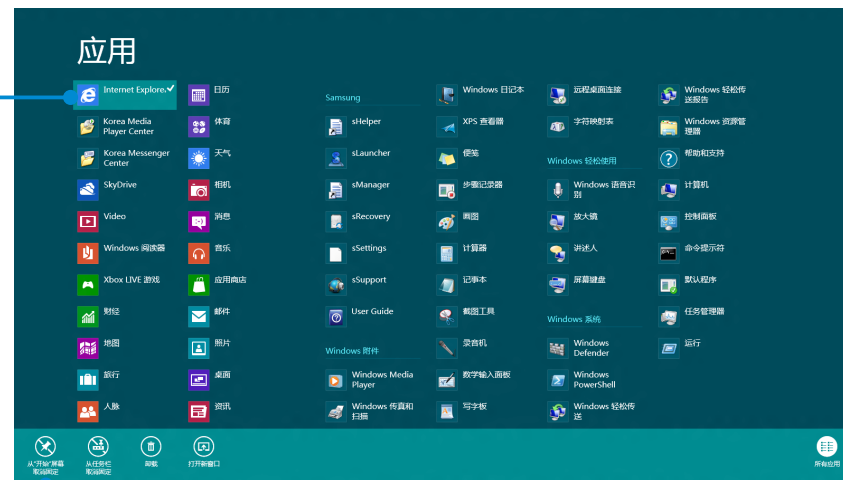 应用
Internet Explore.
Korea Media
Player Center
Korea Messenger
Center
SkyDrive
Video
Windows 阅读器
Xbox LIVE 游戏
财经
地图
旅行
人脉
日历
体育
天气
相机
消息
音乐
应用商店
邮件
照片
桌面
资讯
Samsung
sHelper
sLauncher
sManager
sRecovery
sSettings
sSupport
User Guide
Windows 附件
Windows Media
Player
Windows 传真和
扫描
Windows 日记本
XPS 查看器
便笺
步骤记录器
画图
计算器
记事本
截图工具
录音机
数学输入面板
写字板
远程桌面连接
字符映射表
Windows 轻松使用
Windows 语音识
别
放大镜
讲述人
屏幕键盘
Windows 系统
Windows
Defender
Windows
PowerShell
Windows 轻松传
送
Windows 轻松传
送报告
Windows 资源管
理器
帮助和支持
计算机
控制面板
命令提示符
默认程序
任务管理器
运行
从"开始"屏幕
取消固定
从任务栏
取消固定
卸载
打开新窗口
所有应用